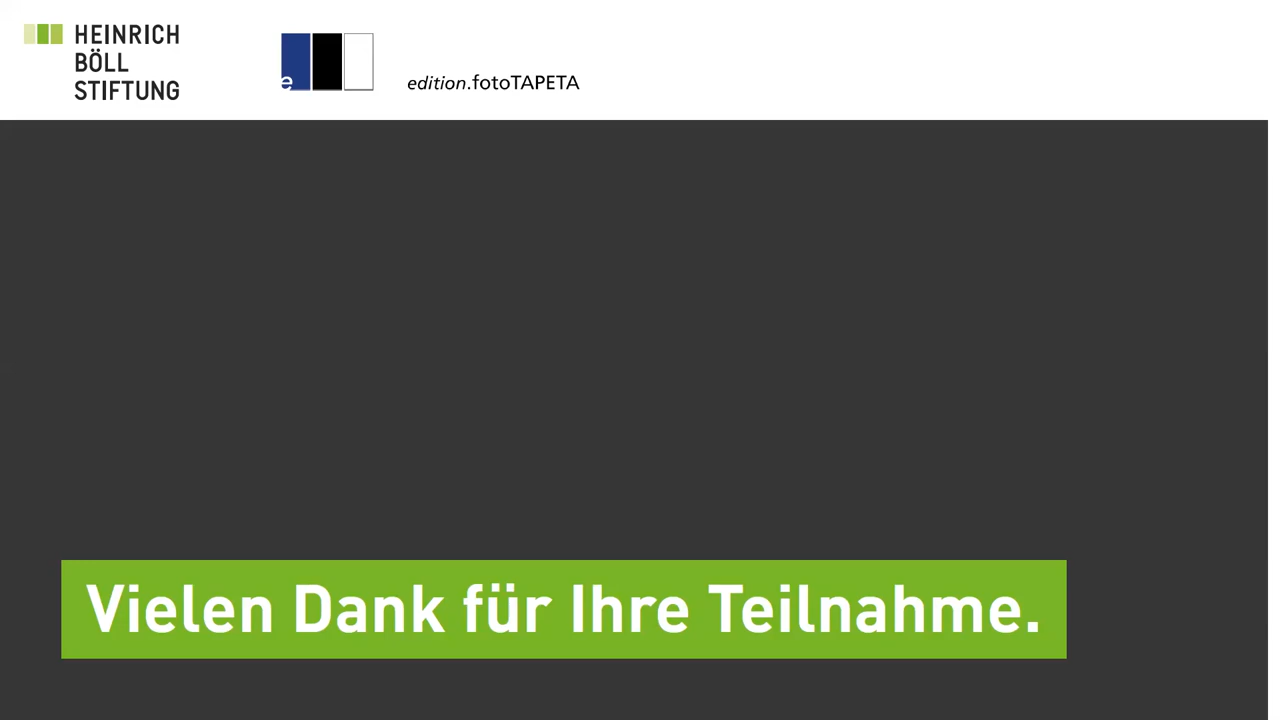 HEINRICH
BÖLL
STIFTUNG
e
edition.fotoTAPETA
Vielen Dank für Ihre Teilnahme.